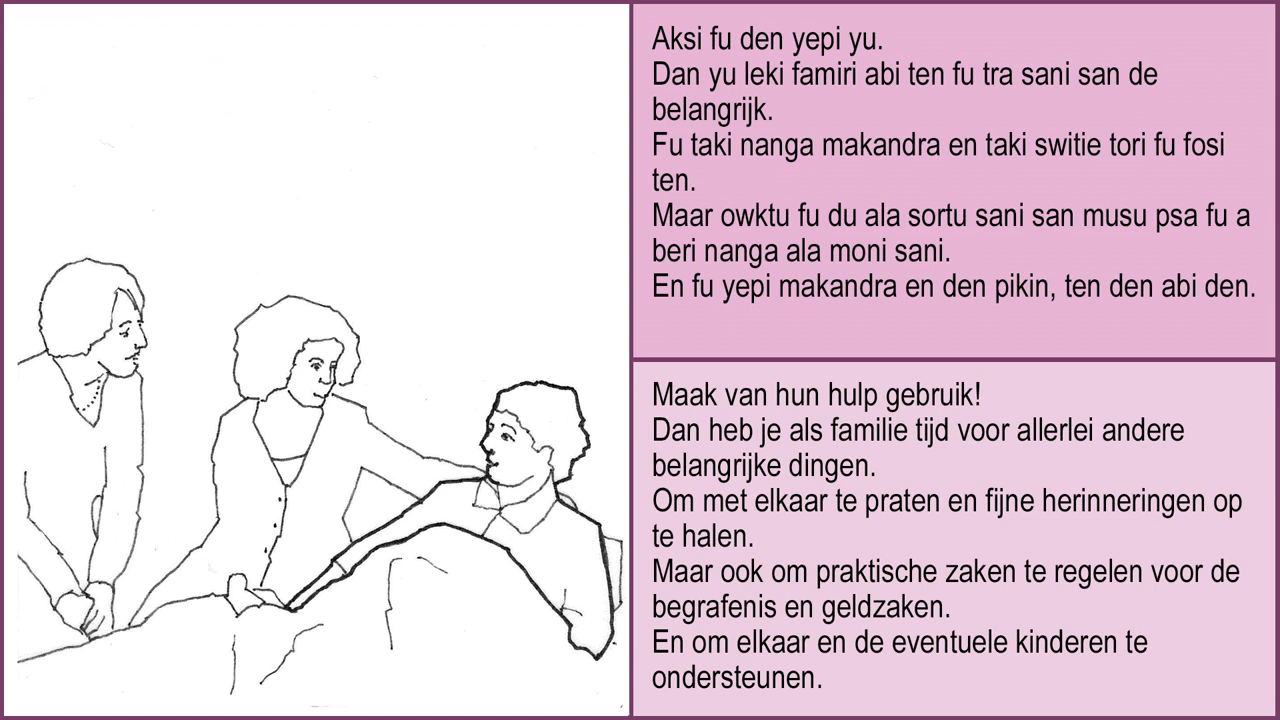 Aksi fu den yepi yu.
Dan yu leki famiri abi ten fu tra sani san de
belangrijk.
Fu taki nanga makandra en taki switie tori fu fosi
ten.
Maar owktu fu du ala sortu sani san musu psa fu a
beri nanga ala moni sani.
En fu yepi makandra en den pikin, ten den abi den.
Maak van hun hulp gebruik!
Dan heb je als familie tijd voor allerlei andere
belangrijke dingen.
Om met elkaar te praten en fijne herinneringen op
te halen.
Maar ook om praktische zaken te regelen voor de
begrafenis en geldzaken.
En om elkaar en de eventuele kinderen te
ondersteunen.